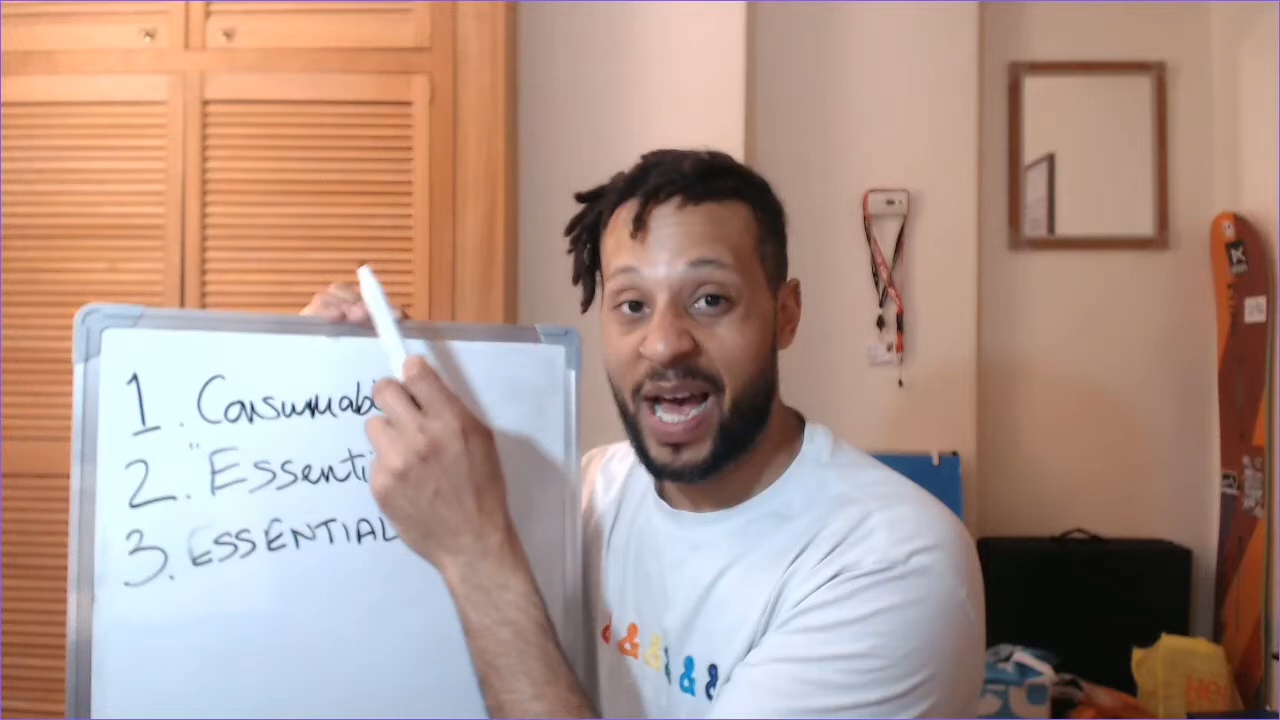 1. Consumab
2. "Essenti
3. ESSENTIAL
& & & & & &
K